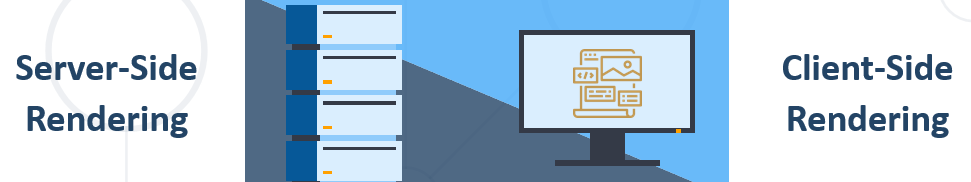 Server-Side
Rendering
Client-Side
Rendering